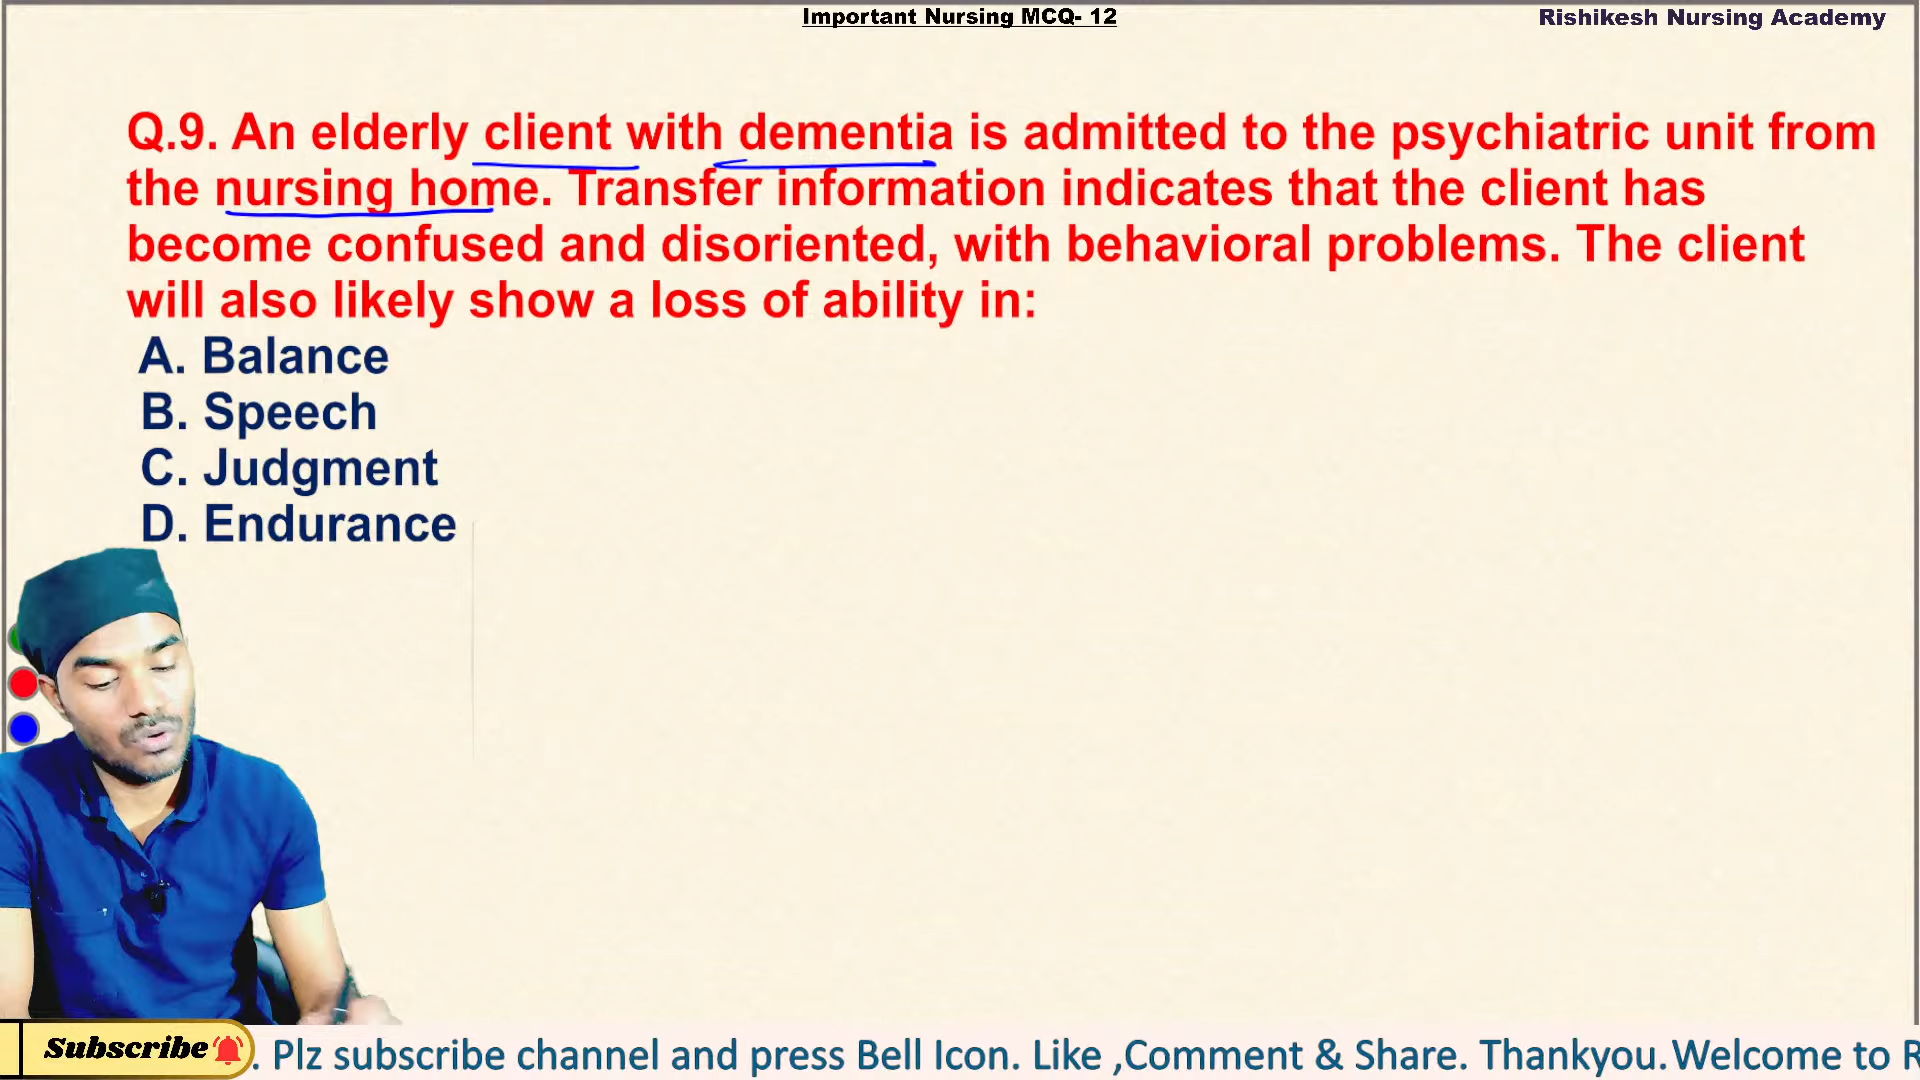 Important Nursing MCQ- 12
Rishikesh Nursing Academy
Q.9. An elderly client with dementia is admitted to the psychiatric unit from
the nursing home. Transfer information indicates that the client has
become confused and disoriented, with behavioral problems. The client
will also likely show a loss of ability in:
A. Balance
B. Speech
C. Judgment
D. Endurance
Subscribe
. Plz subscribe channel and press Bell Icon. Like ,Comment & Share. Thankyou.Welcome to R